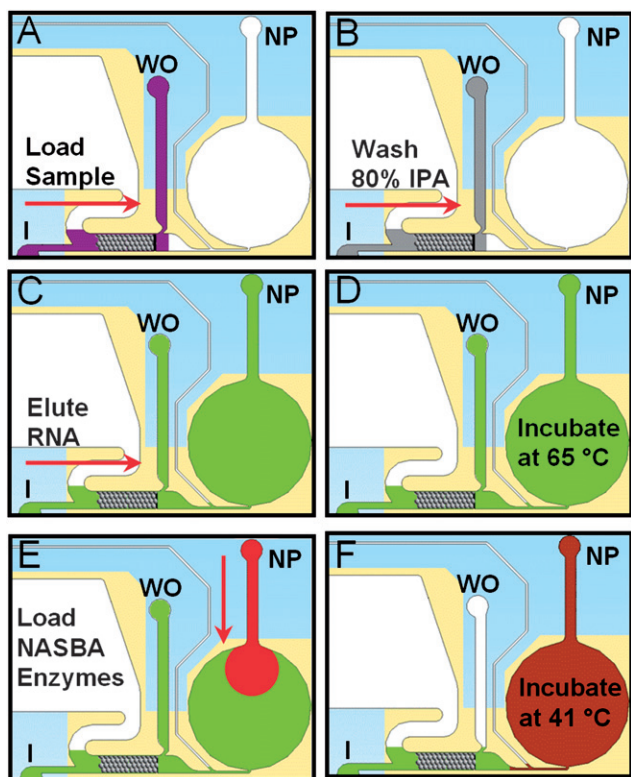 A
NP
WO
Load
Sample
I
B
NP
WO
Wash
80% IPA
I
C
NP
WO
Elute
RNA
I
D
NP
WO
Incubate
at 65 °C
I
E
NP
WO
Load
NASBA
Enzymes
I
F
NP
WO
Incubate
at 41 °C
I